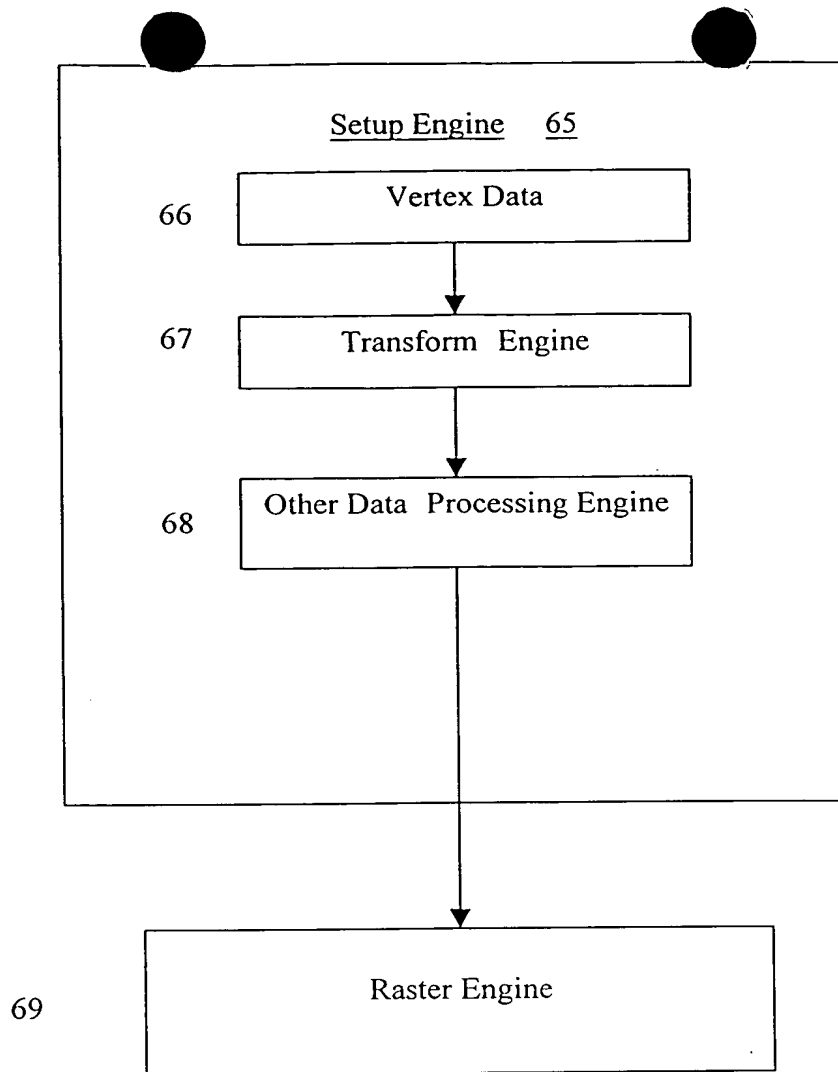 Setup Engine 65
66 Vertex Data
67 Transform Engine
68 Other Data Processing Engine
69 Raster Engine